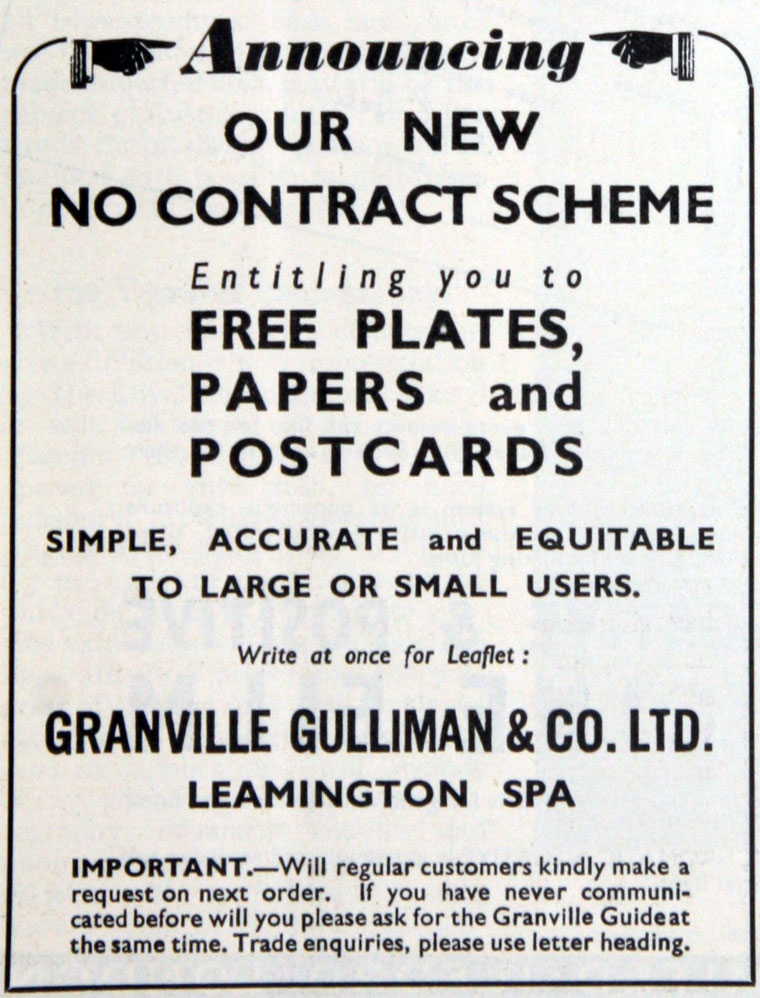 Announcing
OUR NEW
NO CONTRACT SCHEME
Entitling you to
FREE PLATES,
PAPERS and
POSTCARDS
SIMPLE, ACCURATE and EQUITABLE
TO LARGE OR SMALL USERS.
Write at once for Leaflet :
GRANVILLE GULLIMAN & CO. LTD.
LEAMINGTON SPA
IMPORTANT.—Will regular customers kindly make a
request on next order. If you have never communi-
cated before will you please ask for the Granville Guide at
the same time. Trade enquiries, please use letter heading.